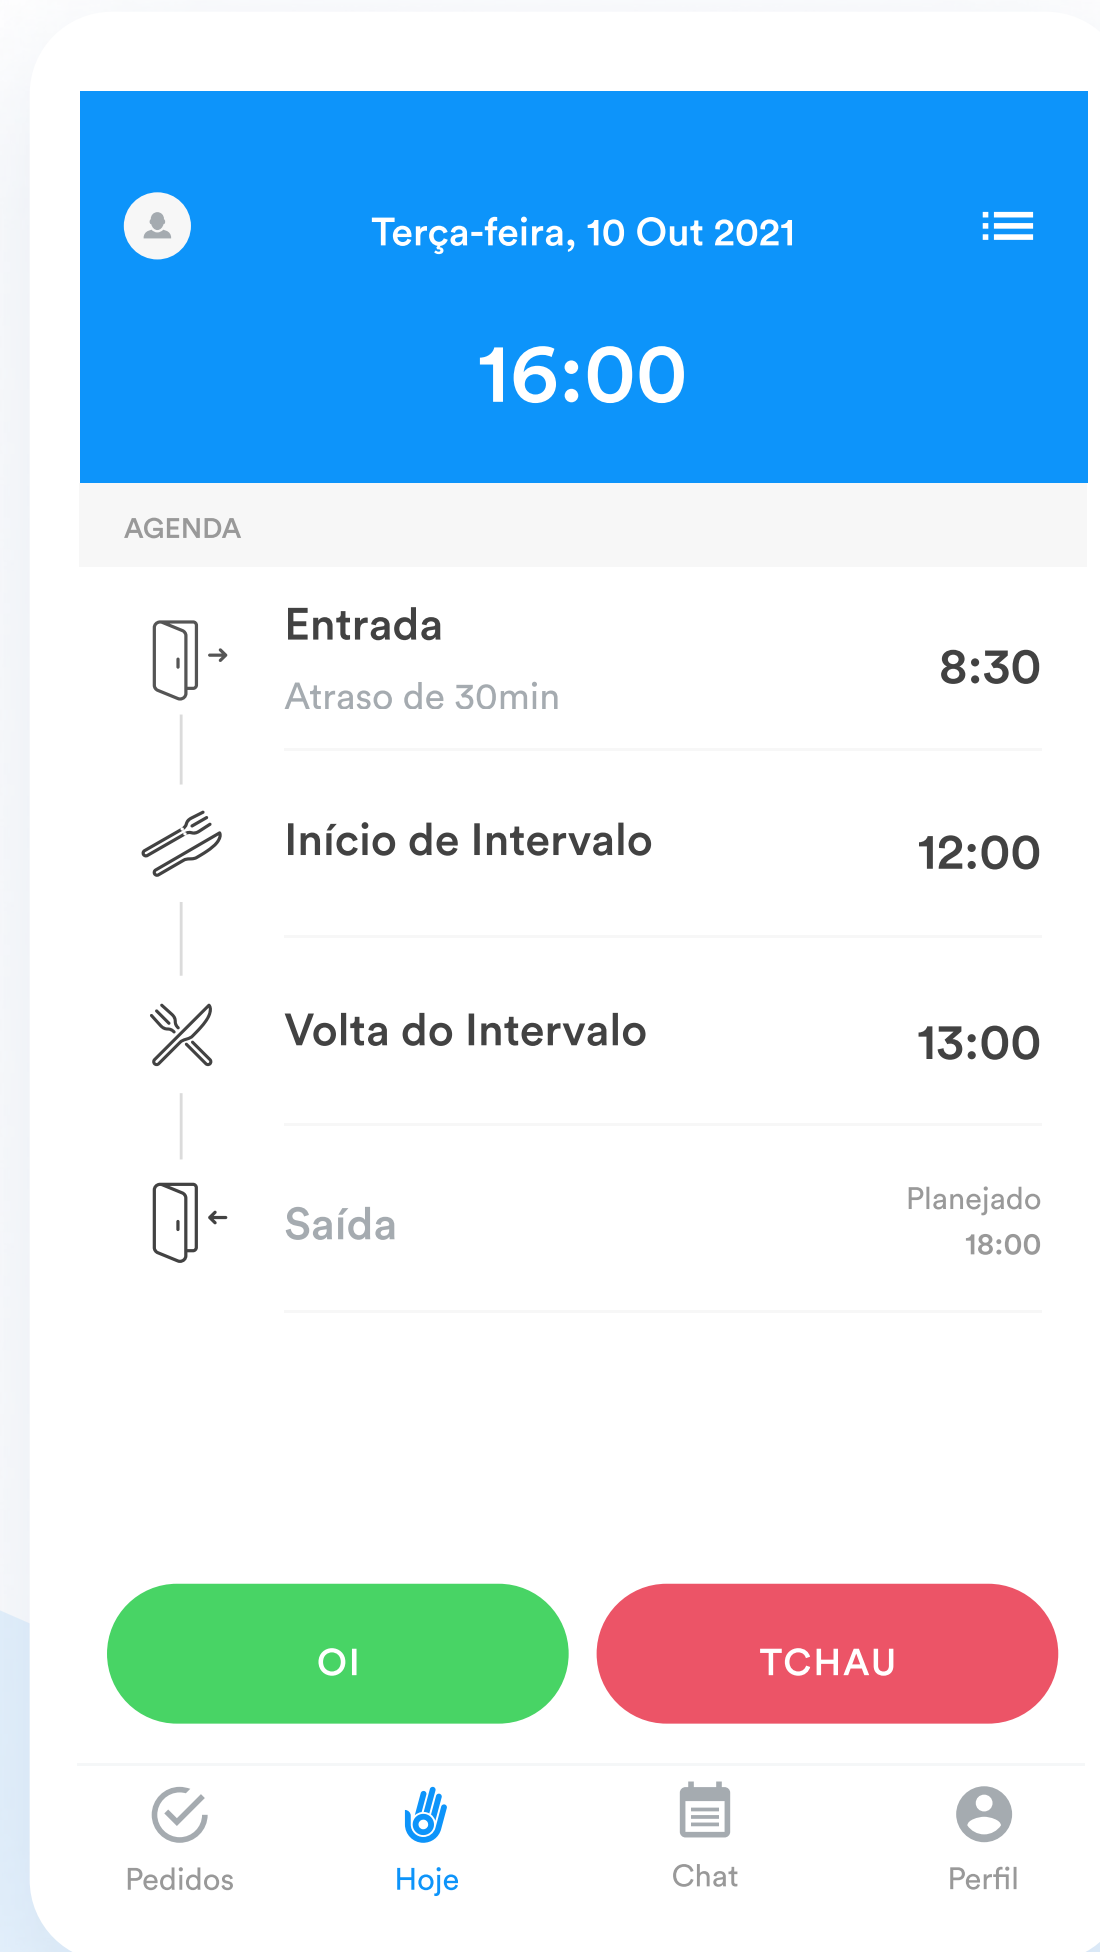 Terça-feira, 10 Out 2021
16:00
AGENDA
Entrada
8:30
Atraso de 30min
Início de Intervalo
12:00
Volta do Intervalo
13:00
Saída
Planejado
18:00
OI
TCHAU
Pedidos
Hoje
Chat
Perfil